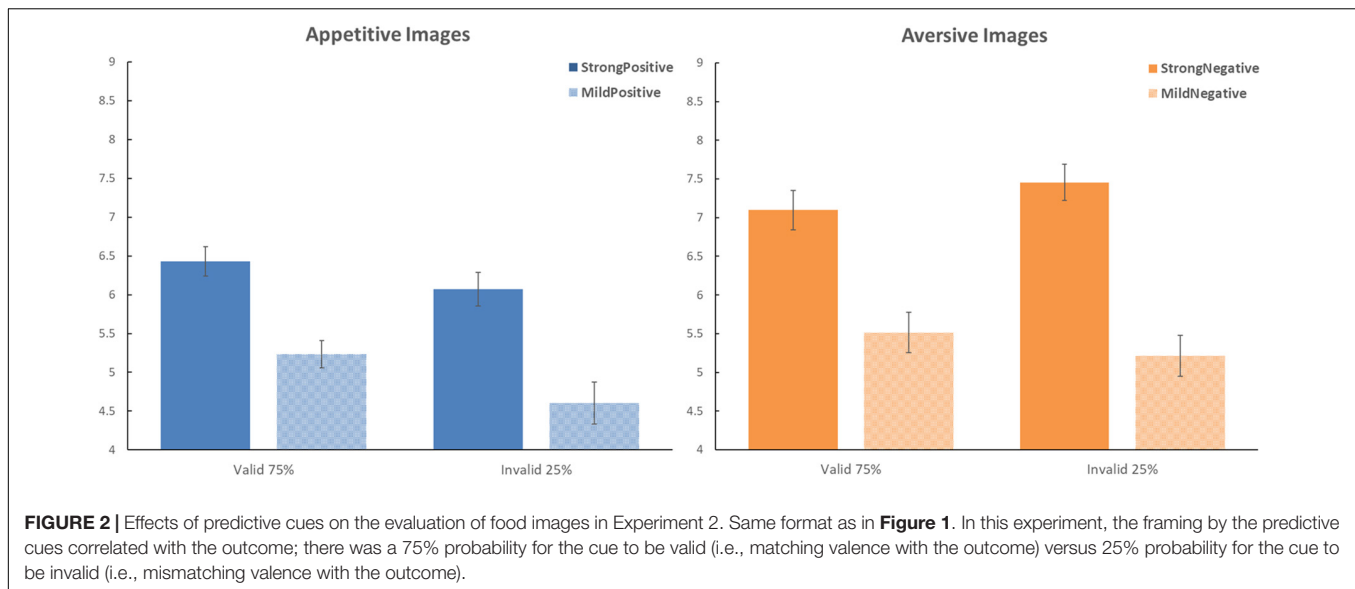 Appetitive Images
9
8.5
8
7.5
7
6.5
6
5.5
5
4.5
4
StrongPositive
MildPositive
Valid 75%
Invalid 25%
Aversive Images
9
8.5
8
7.5
7
6.5
6
5.5
5
4.5
4
StrongNegative
MildNegative
Valid 75%
Invalid 25%
FIGURE 2 | Effects of predictive cues on the evaluation of food images in Experiment 2. Same format as in Figure 1. In this experiment, the framing by the predictive
cues correlated with the outcome; there was a 75% probability for the cue to be valid (i.e., matching valence with the outcome) versus 25% probability for the cue to
be invalid (i.e., mismatching valence with the outcome).